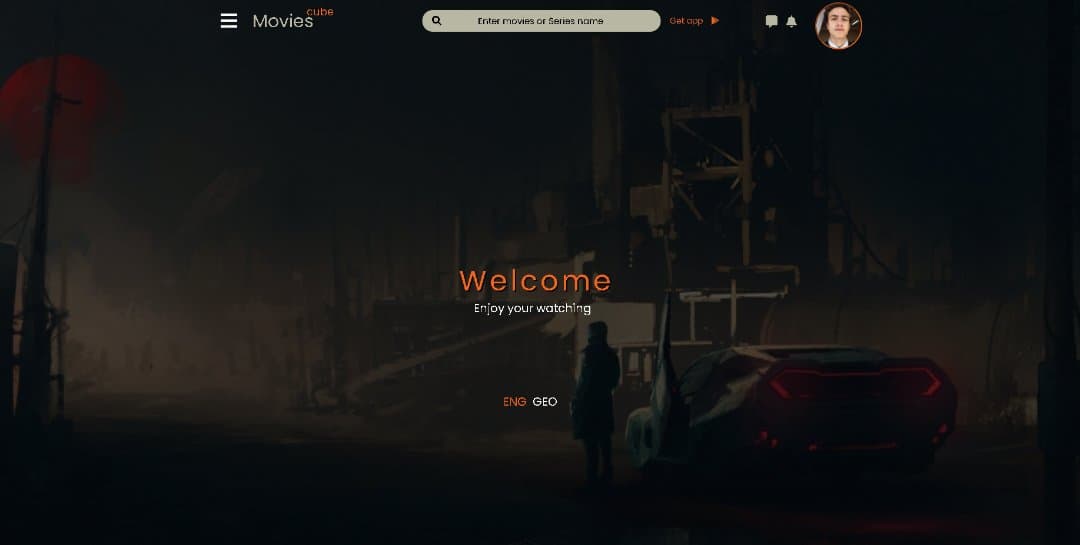 Movies cube
Enter movies or Series name
Get app
Welcome
Enjoy your watching
ENG GEO